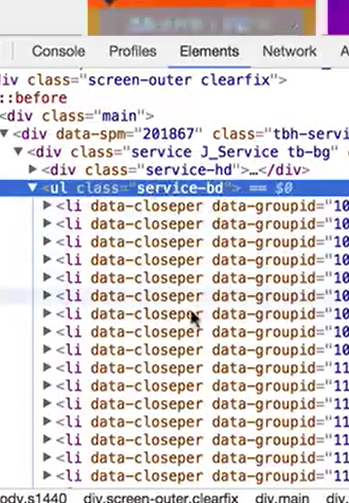 Console Profiles Elements Network A
div class="screen-outer clearfix">
::before
<div class="main">
▼<div data-spm="201867" class="tbh-servi
▼<div class="service J_Service tb-bg"
▶<div class="service-hd">…</div>
▼<ul class="service-bd"> == $0
▶<li data-closeper data-groupid="10
▶<li data-closeper data-groupid="10
▶<li data-closeper data-groupid="10
▶<li data-closeper data-groupid="10
▶<li data-closeper data-groupid="10
▶<li data-closeper data-groupid="10
▶<li data-closeper data-groupid="10
▶<li data-closeper data-groupid="10
▶<li data-closeper data-groupid="10
▶<li data-closeper data-groupid="11
▶<li data-closeper data-groupid="11
▶<li data-closeper data-groupid="11
▶<li data-closeper data-groupid="11
▶<li data-closeper data-groupid="11
▶<li data-closeper data-groupid="11
▶<li data-closeper data-groupid="11
ody.s1440 div.screen-outer.clearfix div.main div.